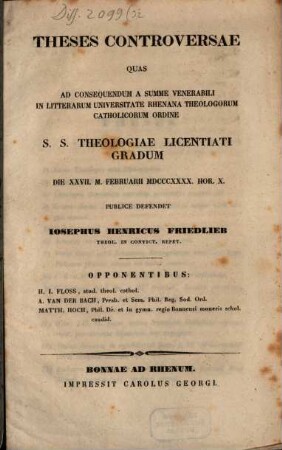 Diss. 2099(32
THESES CONTROVERSAE
QUAS
AD CONSEQUENDUM A SUMME VENERABILI
IN LITTERARUM UNIVERSITATE RHENANA THEOLOGORUM
CATHOLICORUM ORDINE
S. S. THEOLOGIAE LICENTIATI
GRADUM
DIE XXVII. M. FEBRUARII MDCCCXXXX. HOR. X.
PUBLICE DEFENDET
IOSEPHUS HENRICUS FRIEDLIEB
THEOL. IN CONVICT. REPET.
OPPONENTIBUS:
H. I. FLOSS, stud. theol. cathol.
A. VAN DER BACH, Presb. et Sem. Phil. Reg. Sod. Ord.
MATTH. HOCH, Phil. Dr. et in gymn. regio Bonnensi muneris schol.
candid.
BONNAE AD RHENUM.
IMPRESSIT CAROLUS GEORGI.